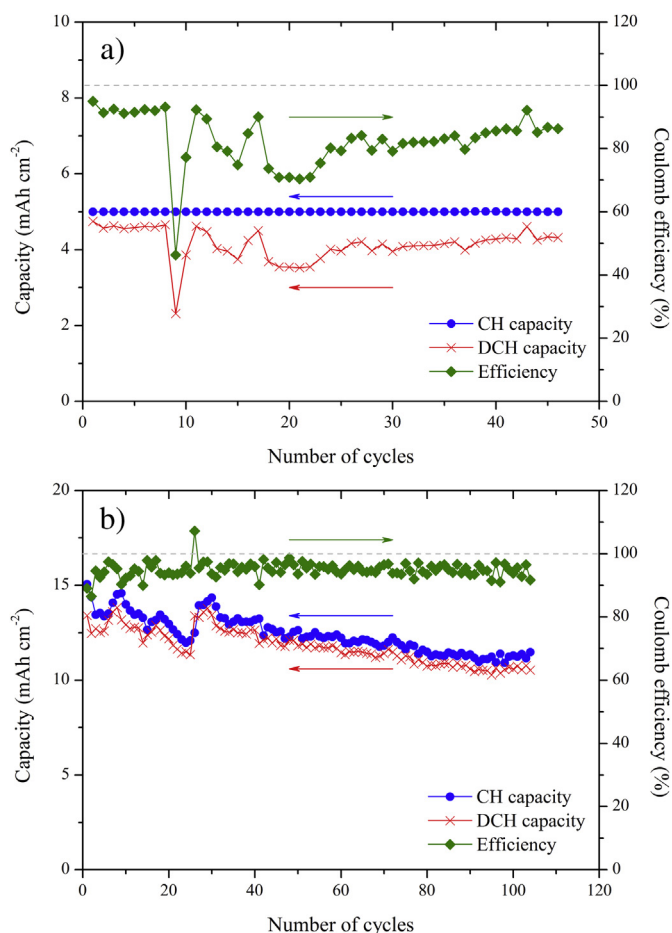 a)
10
8
6
4
2
0
Capacity (mAh cm⁻²)
120
100
80
60
40
20
0
Coulomb efficiency (%)
CH capacity
DCH capacity
Efficiency
0 10 20 30 40 50
Number of cycles
b)
20
15
10
5
0
Capacity (mAh cm⁻²)
120
100
80
60
40
20
0
Coulomb efficiency (%)
CH capacity
DCH capacity
Efficiency
0 20 40 60 80 100 120
Number of cycles